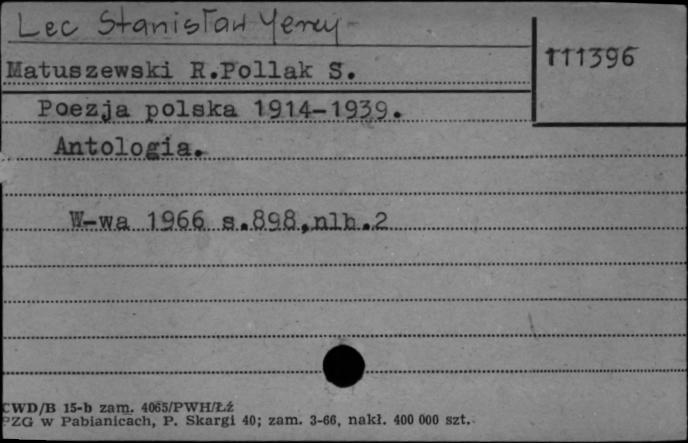 Lec Stanisław Yerzy
111396
Matuszewski R.Pollak S.
Poezja polska 1914-1939.
Antologia.
W-wa 1966 s.898,nlb.2
CWD/B 15-b zam. 4065/PWH/Łź
PZG w Pabianicach, P. Skargi 40; zam. 3-66, nakł. 400 000 szt.